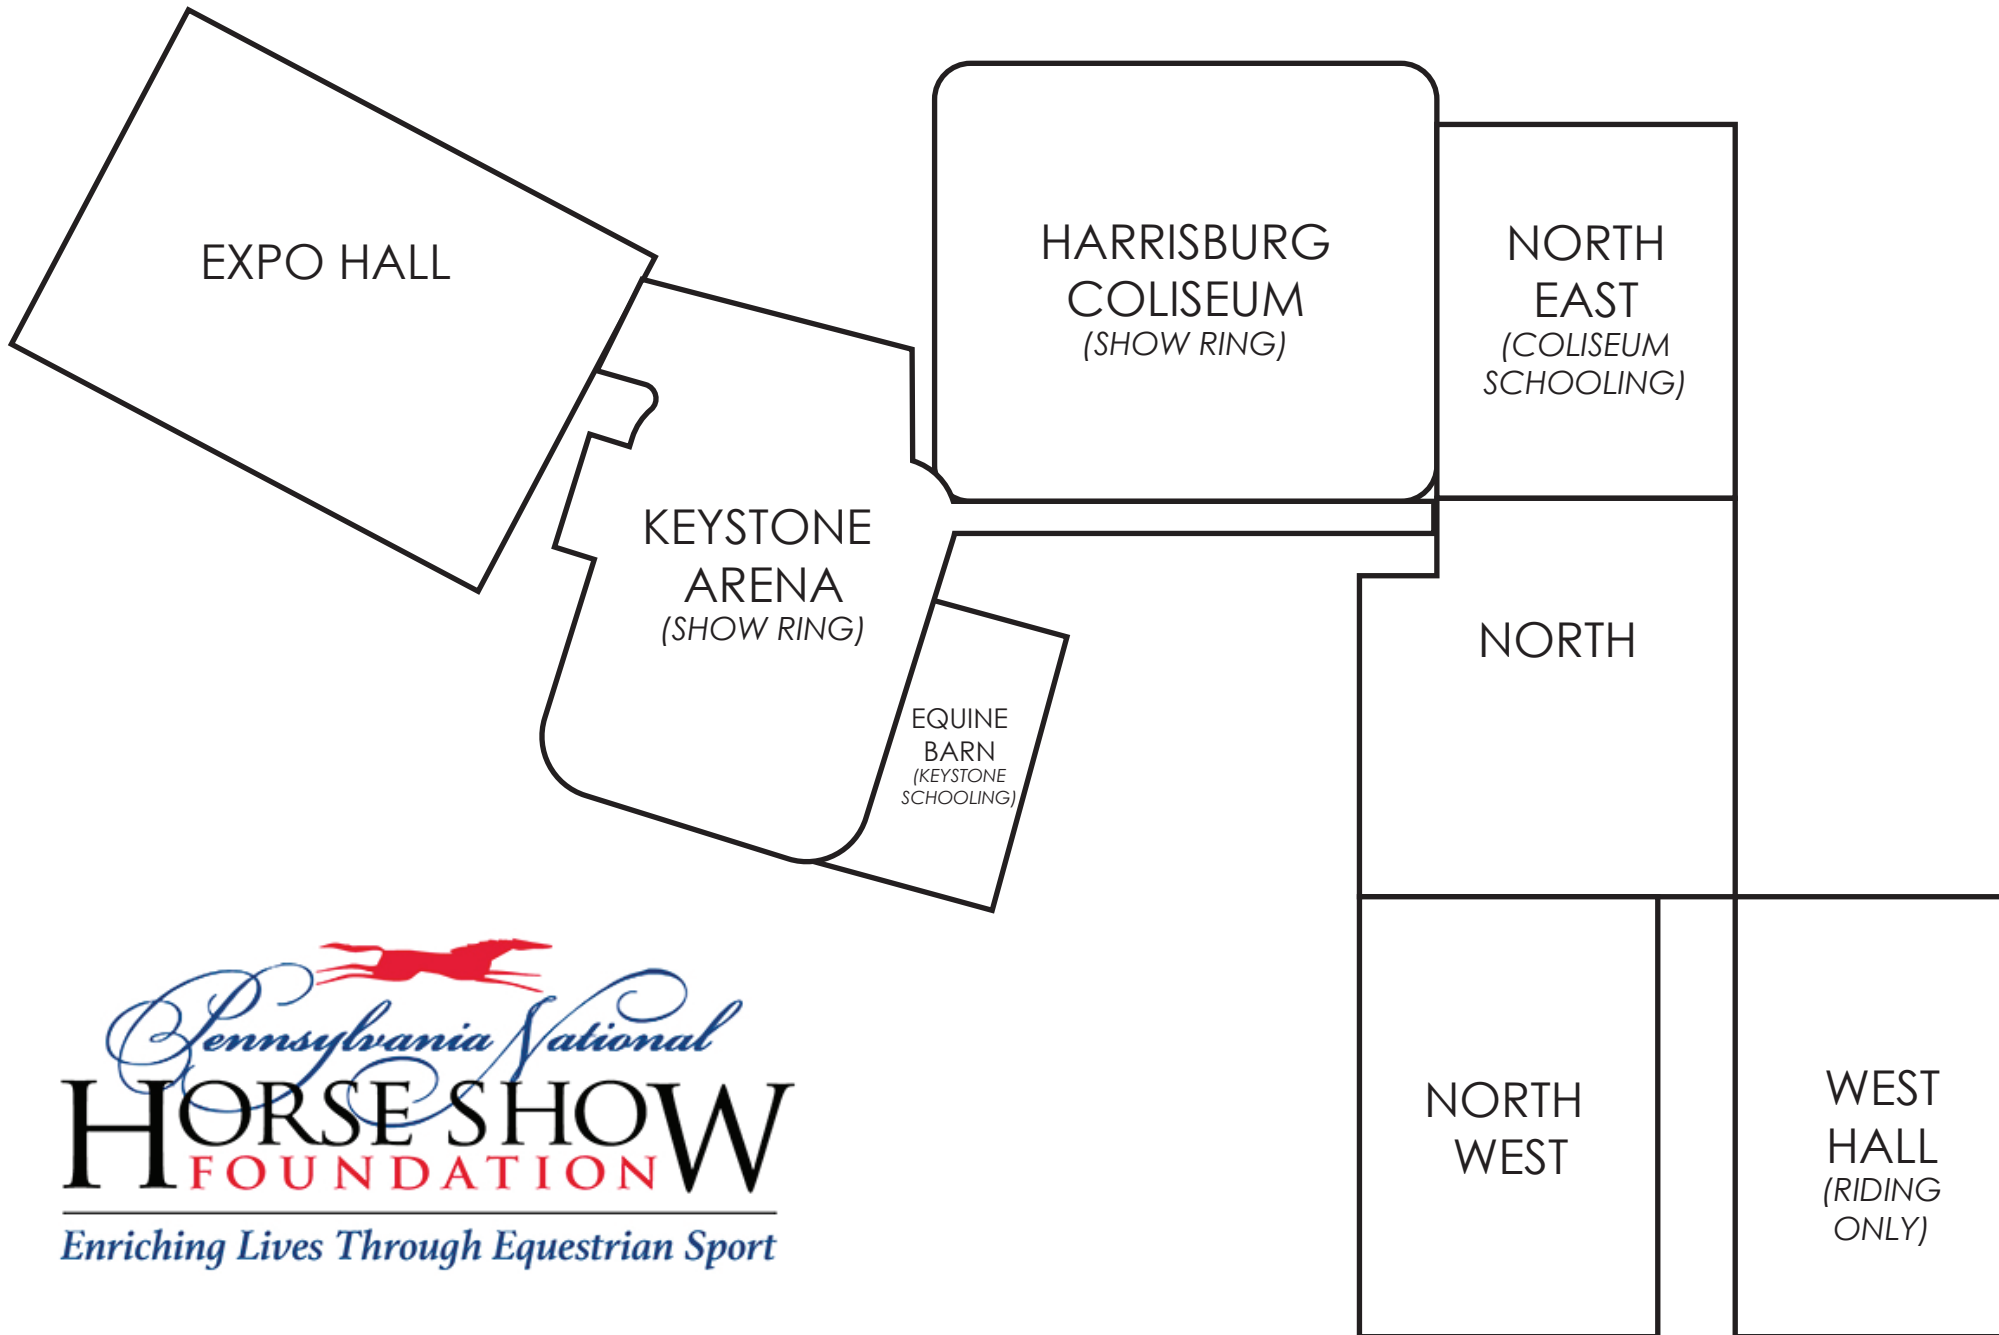 EXPO HALL
HARRISBURG
COLISEUM
(SHOW RING)
NORTH
EAST
(COLISEUM
SCHOOLING)
KEYSTONE
ARENA
(SHOW RING)
NORTH
EQUINE
BARN
(KEYSTONE
SCHOOLING)
NORTH
WEST
WEST
HALL
(RIDING
ONLY)
Pennsylvania National
HORSE SHOW
FOUNDATION
Enriching Lives Through Equestrian Sport